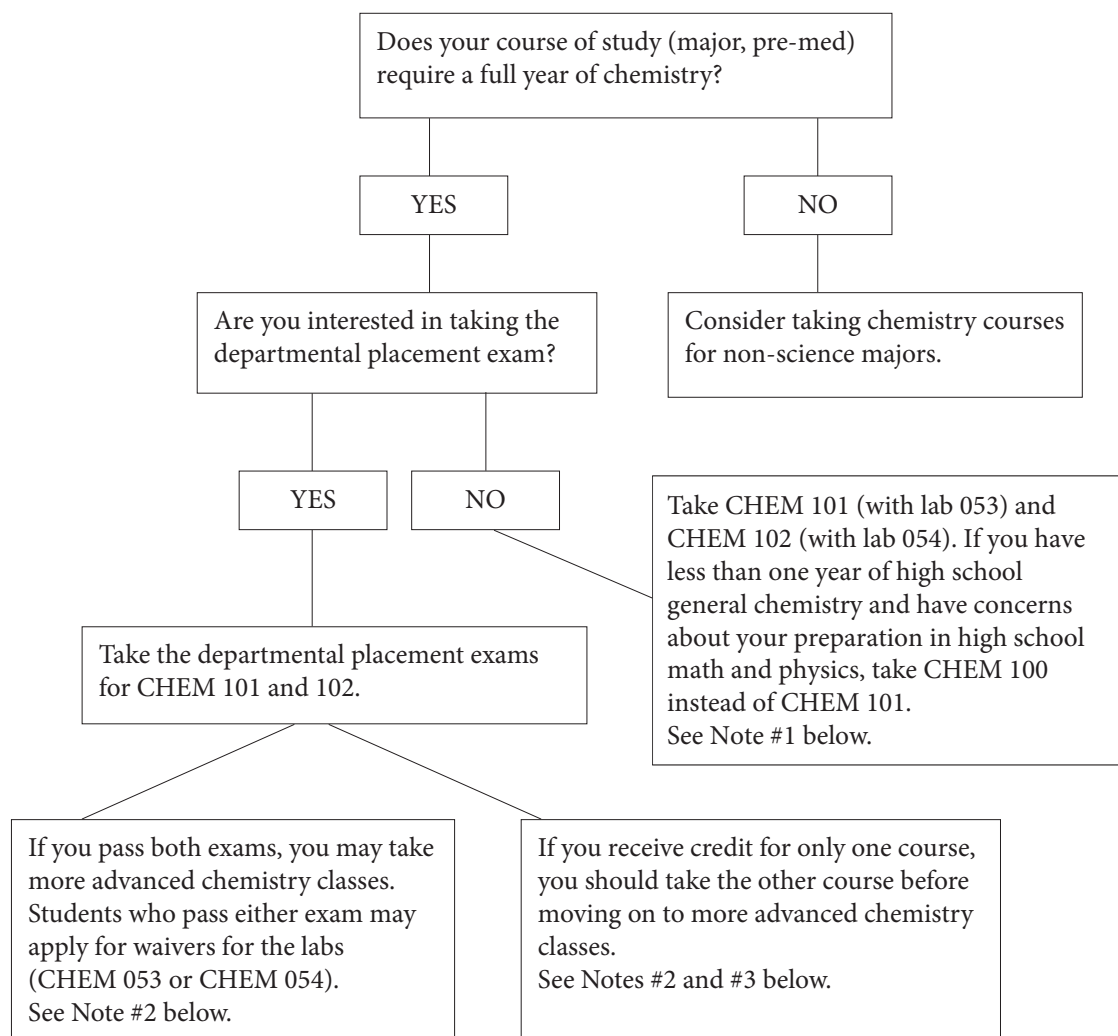 Does your course of study (major, pre-med)
require a full year of chemistry?
YES
NO
Are you interested in taking the
departmental placement exam?
Consider taking chemistry courses
for non-science majors.
YES
NO
Take CHEM 101 (with lab 053) and
CHEM 102 (with lab 054). If you have
less than one year of high school
general chemistry and have concerns
about your preparation in high school
math and physics, take CHEM 100
instead of CHEM 101.
See Note #1 below.
Take the departmental placement exams
for CHEM 101 and 102.
If you pass both exams, you may take
more advanced chemistry classes.
Students who pass either exam may
apply for waivers for the labs
(CHEM 053 or CHEM 054).
See Note #2 below.
If you receive credit for only one course,
you should take the other course before
moving on to more advanced chemistry
classes.
See Notes #2 and #3 below.